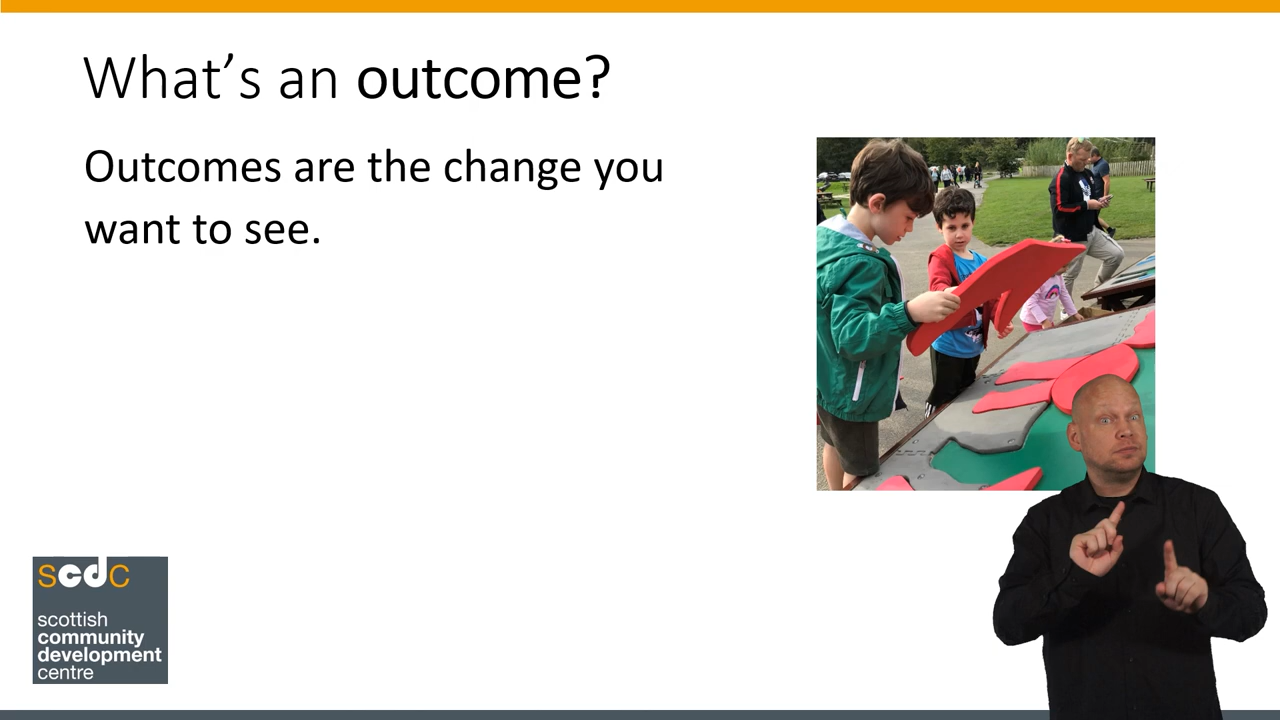 What’s an outcome?
Outcomes are the change you
want to see.
scdc
scottish
community
development
centre